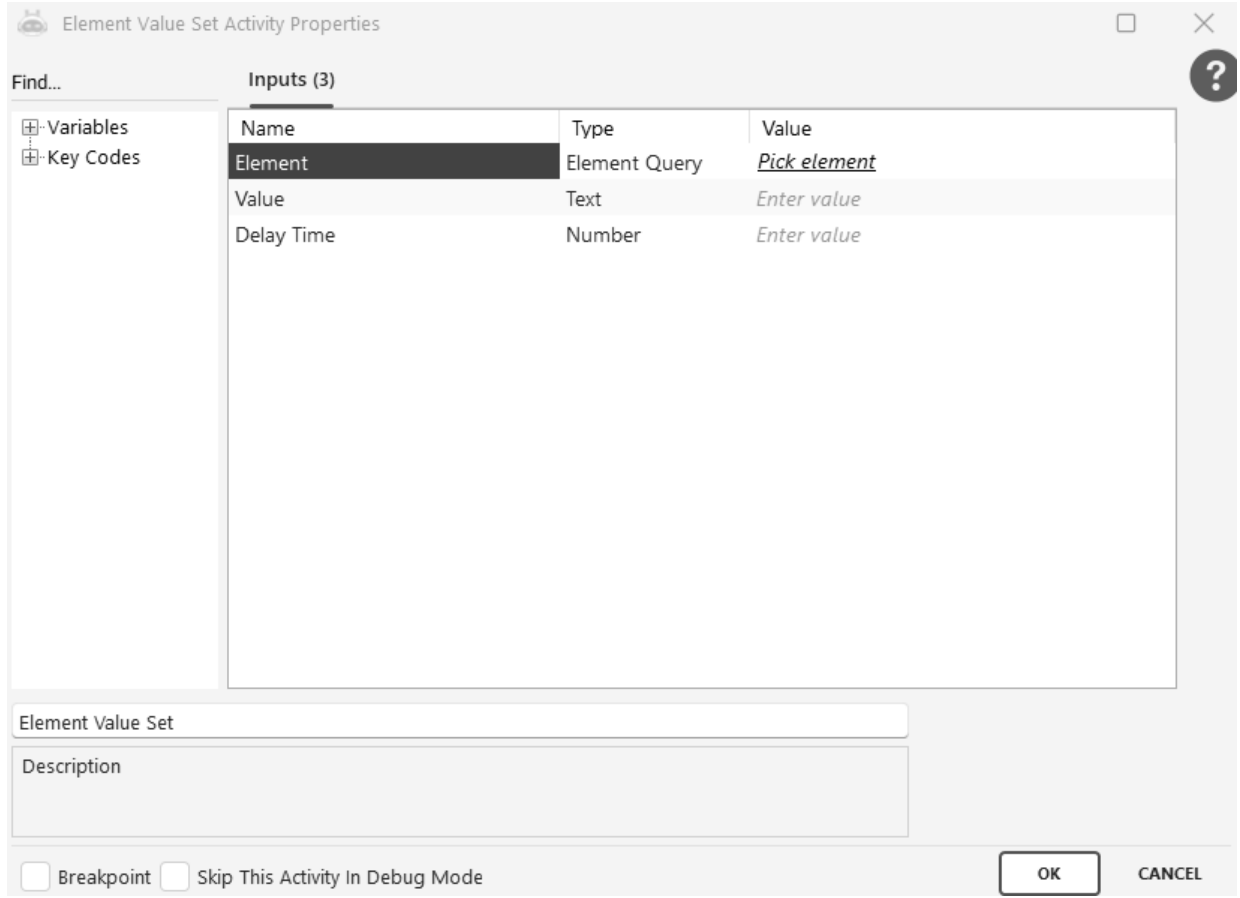 Element Value Set Activity Properties
Find...
Inputs (3)
?
Variables
Key Codes
Name Type Value
Element Element Query Pick element
Value Text Enter value
Delay Time Number Enter value
Element Value Set
Description
Breakpoint Skip This Activity In Debug Mode
OK CANCEL